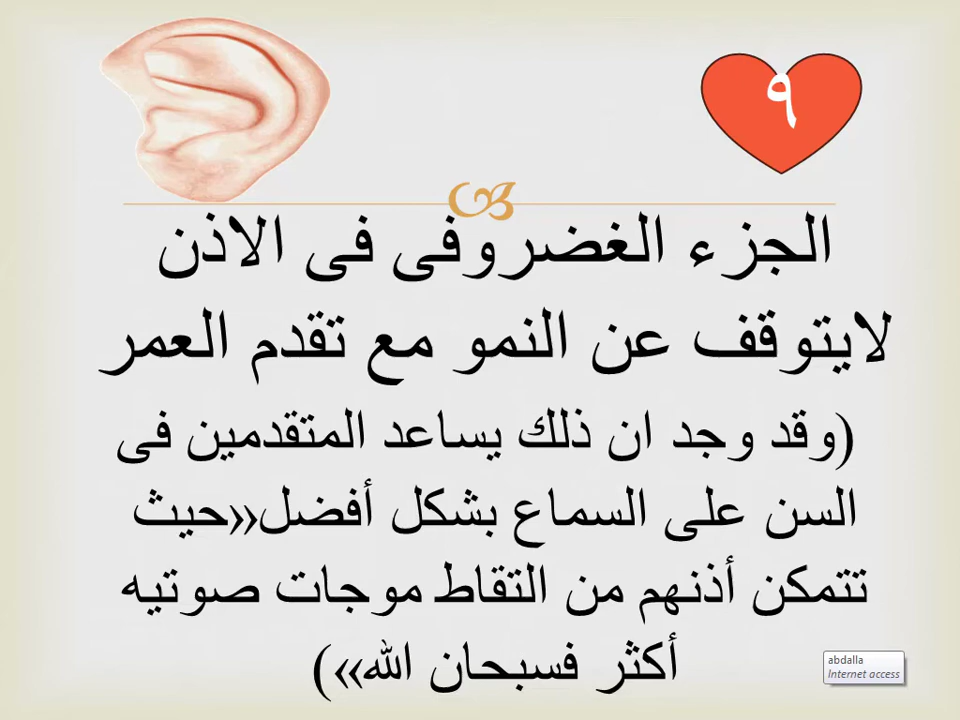 ٩
الجزء الغضروفى فى الاذن
لايتوقف عن النمو مع تقدم العمر
(وقد وجد ان ذلك يساعد المتقدمين فى
السن على السماع بشكل أفضل«حيث
تتمكن أذنهم من التقاط موجات صوتيه
أكثر فسبحان الله»)
abdalla
Internet access